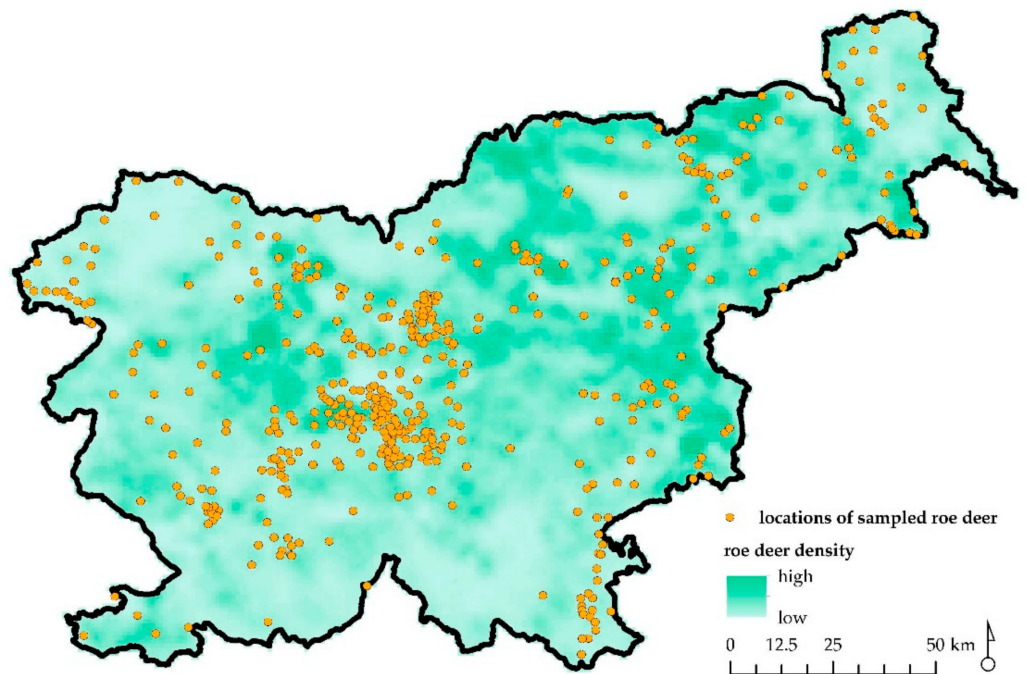 locations of sampled roe deer
roe deer density
high
low
0 12.5 25 50 km